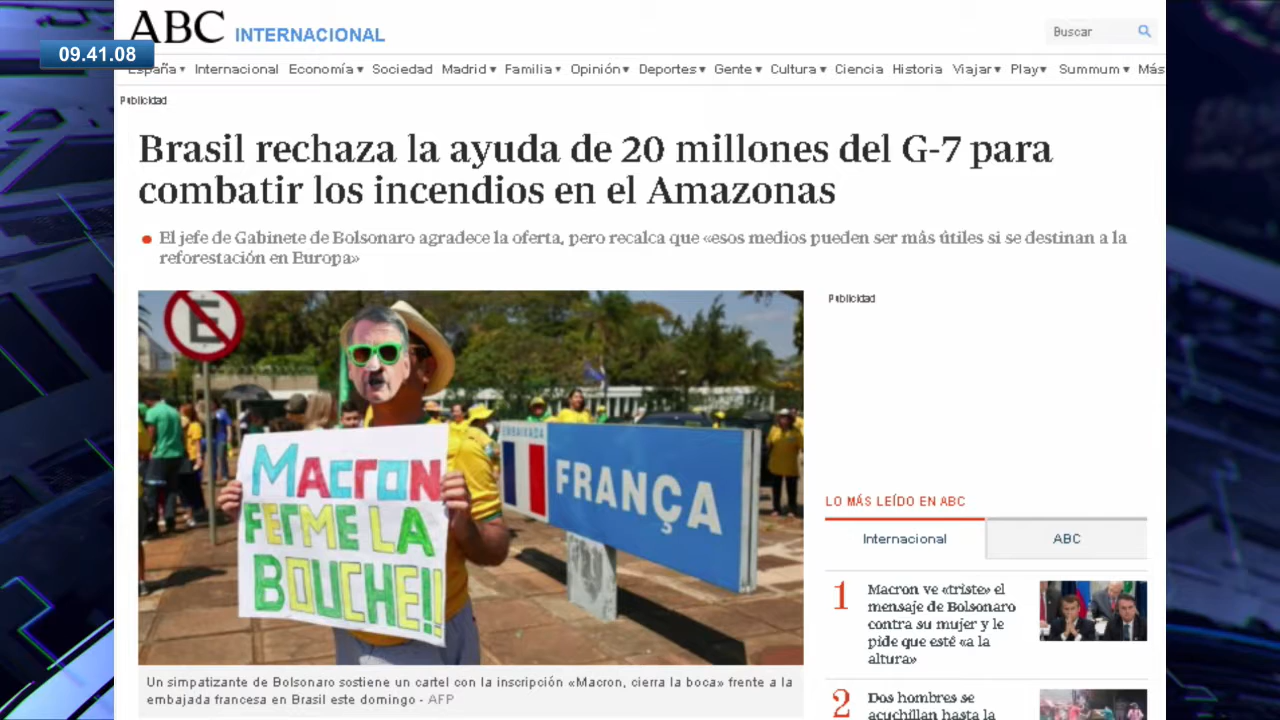 ABC INTERNACIONAL
Buscar
09.41.08
España Internacional Economía Sociedad Madrid Familia Opinión Deportes Gente Cultura Ciencia Historia Viajar Play Summum Más
Publicidad
Brasil rechaza la ayuda de 20 millones del G-7 para
combatir los incendios en el Amazonas
El jefe de Gabinete de Bolsonaro agradece la oferta, pero recalca que «esos medios pueden ser más útiles si se destinan a la
reforestación en Europa»
E
MACRON
FERME LA
BOUCHE!!
EMBAIXADA
FRANÇA
Un simpatizante de Bolsonaro sostiene un cartel con la inscripción «Macron, cierra la boca» frente a la
embajada francesa en Brasil este domingo - AFP
Publicidad
LO MÁS LEÍDO EN ABC
Internacional ABC
1 Macron ve «triste» el
mensaje de Bolsonaro
contra su mujer y le
pide que esté «a la
altura»
2 Dos hombres se
acuchillan hasta la